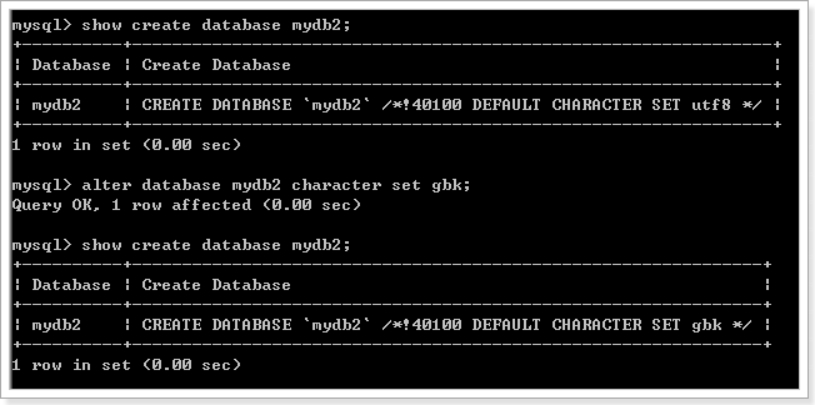 mysql> show create database mydb2;
+----------+----------------------------------------------------------------+
| Database | Create Database                                                |
+----------+----------------------------------------------------------------+
| mydb2    | CREATE DATABASE `mydb2` /*!40100 DEFAULT CHARACTER SET utf8 */ |
+----------+----------------------------------------------------------------+
1 row in set (0.00 sec)
mysql> alter database mydb2 character set gbk;
Query OK, 1 row affected (0.00 sec)
mysql> show create database mydb2;
+----------+---------------------------------------------------------------+
| Database | Create Database                                               |
+----------+---------------------------------------------------------------+
| mydb2    | CREATE DATABASE `mydb2` /*!40100 DEFAULT CHARACTER SET gbk */ |
+----------+---------------------------------------------------------------+
1 row in set (0.00 sec)